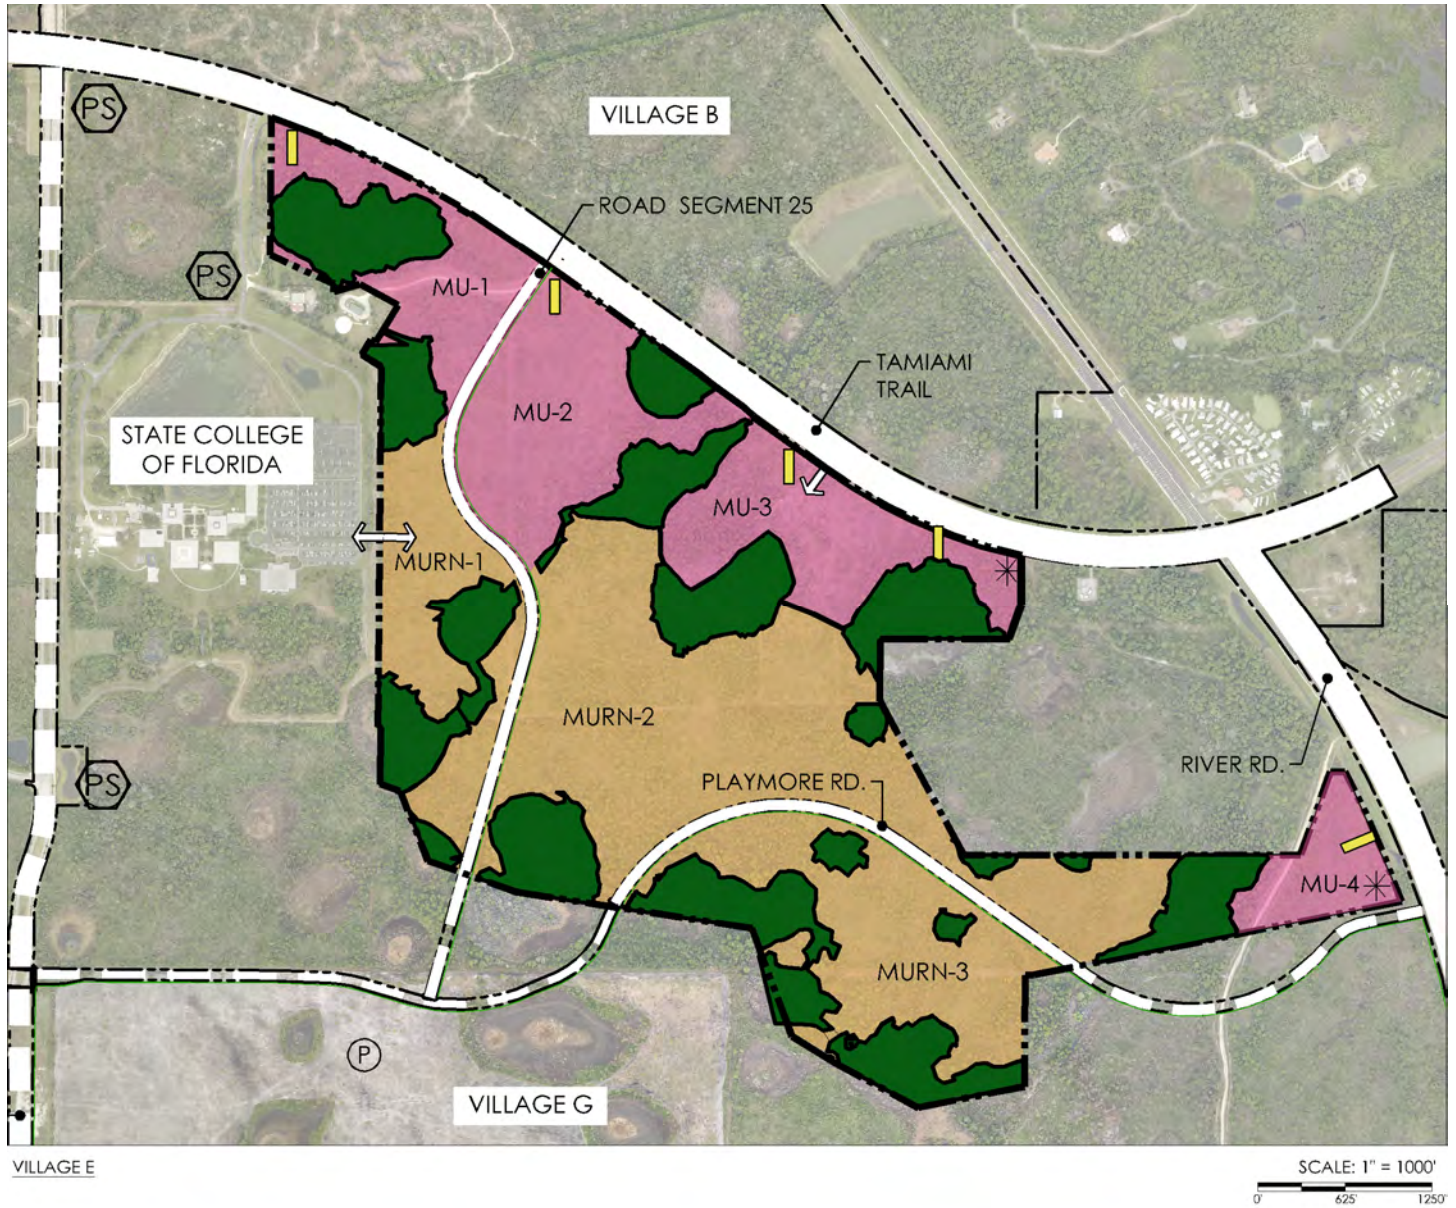 PS
VILLAGE B
ROAD SEGMENT 25
PS
MU-1
TAMIAMI
TRAIL
MU-2
STATE COLLEGE
OF FLORIDA
MU-3
MURN-1
MURN-2
RIVER RD.
PS
PLAYMORE RD.
MU-4
MURN-3
P
VILLAGE G
VILLAGE E
SCALE: 1" = 1000'
0' 625' 1250'